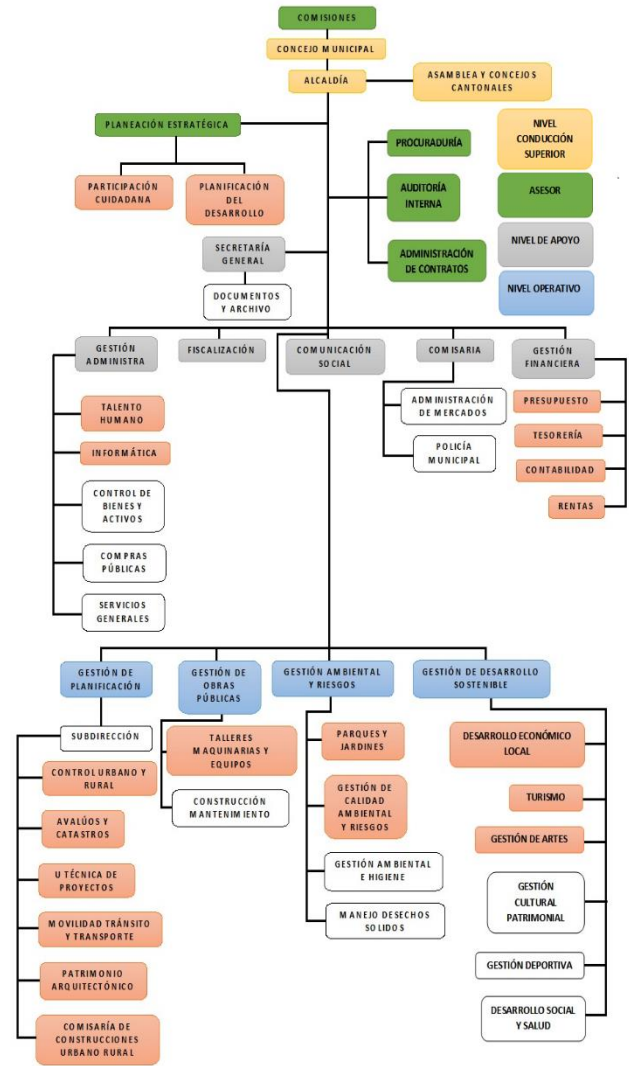 COMISIONES
CONCEJO MUNICIPAL
ALCALDÍA
ASAMBLEA Y CONCEJOS
CANTONALES
PLANEACIÓN ESTRATÉGICA
PARTICIPACIÓN
CUIDADANA
PLANIFICACIÓN
DEL
DESARROLLO
PROCURADURÍA
AUDITORÍA
INTERNA
ADMINISTRACIÓN
DE CONTRATOS
NIVEL
CONDUCCIÓN
SUPERIOR
ASESOR
NIVEL DE APOYO
NIVEL OPERATIVO
SECRETARÍA
GENERAL
DOCUMENTOS
Y ARCHIVO
GESTIÓN
ADMINISTRA
FISCALIZACIÓN
COMUNICACIÓN
SOCIAL
COMISARIA
GESTIÓN
FINANCIERA
TALENTO
HUMANO
INFORMÁTICA
CONTROL DE
BIENES Y
ACTIVOS
COMPRAS
PÚBLICAS
SERVICIOS
GENERALES
ADMINISTRACIÓN
DE MERCADOS
POLICÍA
MUNICIPAL
PRESUPUESTO
TESORERÍA
CONTABILIDAD
RENTAS
GESTIÓN DE
PLANIFICACIÓN
GESTIÓN DE
OBRAS
PÚBLICAS
GESTIÓN AMBIENTAL
Y RIESGOS
GESTIÓN DE DESARROLLO
SOSTENIBLE
SUBDIRECCIÓN
CONTROL URBANO Y
RURAL
AVALÚOS Y
CATASTROS
U TÉCNICA DE
PROYECTOS
MOVILIDAD TRÁNSITO
Y TRANSPORTE
PATRIMONIO
ARQUITECTÓNICO
COMISARÍA DE
CONSTRUCCIONES
URBANO RURAL
TALLERES
MAQUINARIAS Y
EQUIPOS
CONSTRUCCIÓN
MANTENIMIENTO
PARQUES Y
JARDINES
GESTIÓN DE
CALIDAD
AMBIENTAL
Y RIESGOS
GESTIÓN AMBIENTAL
E HIGIENE
MANEJO DESECHOS
SOLIDOS
DESARROLLO ECONÓMICO
LOCAL
TURISMO
GESTIÓN DE ARTES
GESTIÓN
CULTURAL
PATRIMONIAL
GESTIÓN DEPORTIVA
DESARROLLO SOCIAL
Y SALUD